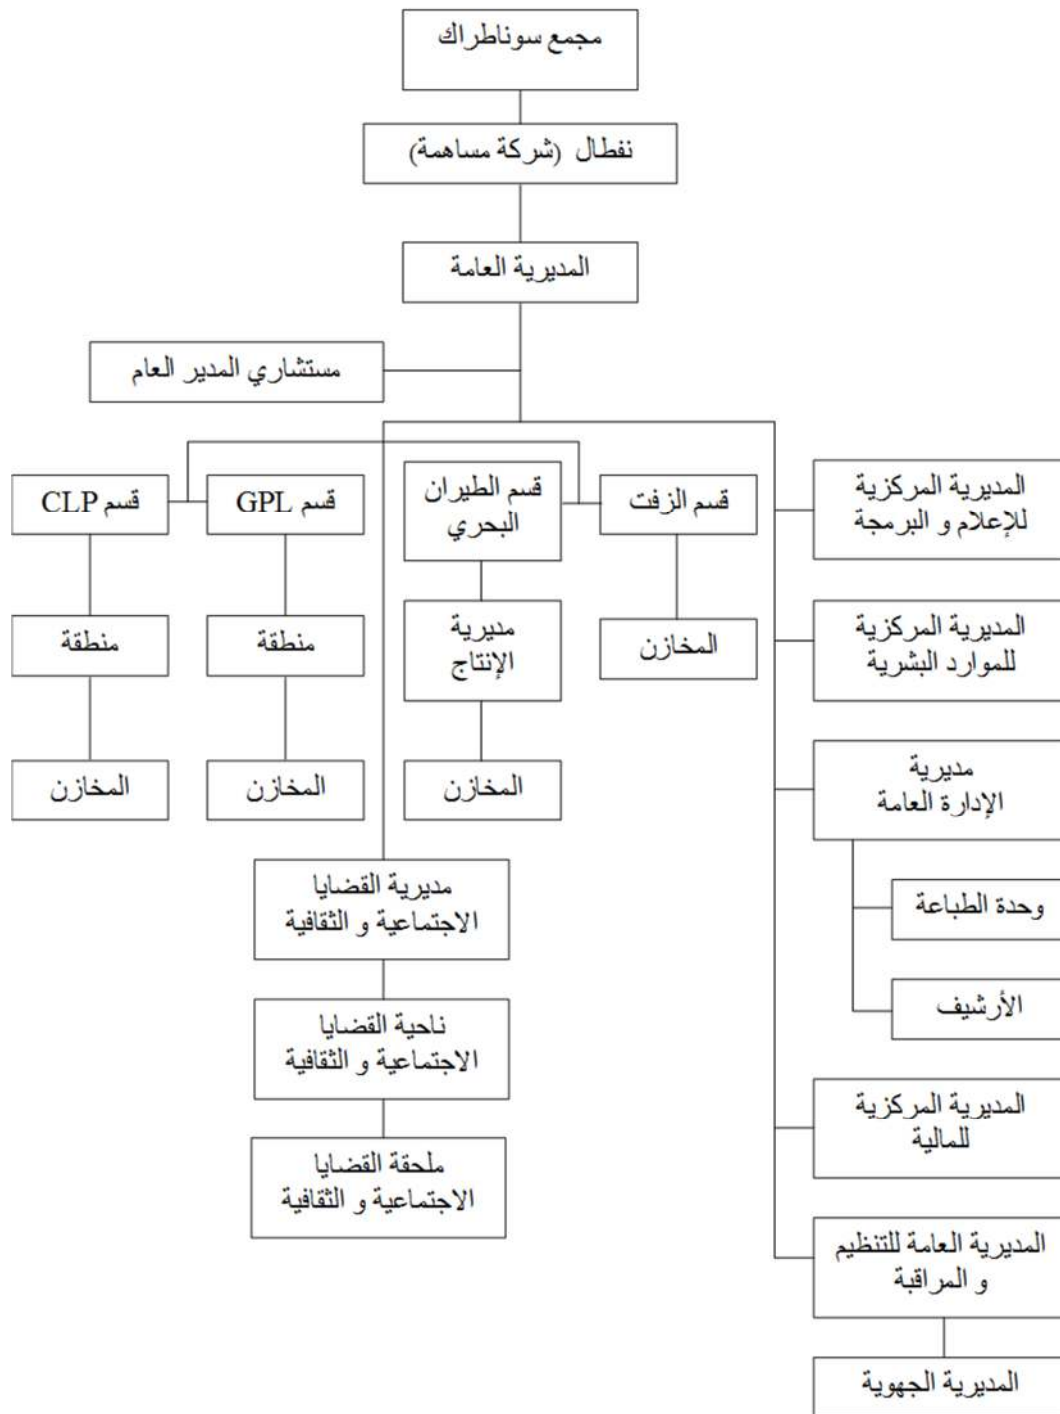 مجمع سوناطراك
نفطال (شركة مساهمة)
المديرية العامة
مستشاري المدير العام
المديرية المركزية
للإعلام و البرمجة
قسم الزفت
قسم الطيران
البحري
قسم GPL
قسم CLP
المديرية المركزية
للموارد البشرية
المخازن
مديرية
الإنتاج
منطقة
منطقة
مديرية
الإدارة العامة
المخازن
المخازن
المخازن
وحدة الطباعة
الأرشيف
مديرية القضايا
الاجتماعية و الثقافية
ناحية القضايا
الاجتماعية و الثقافية
ملحقة القضايا
الاجتماعية و الثقافية
المديرية المركزية
للمالية
المديرية العامة للتنظيم
و المراقبة
المديرية الجهوية